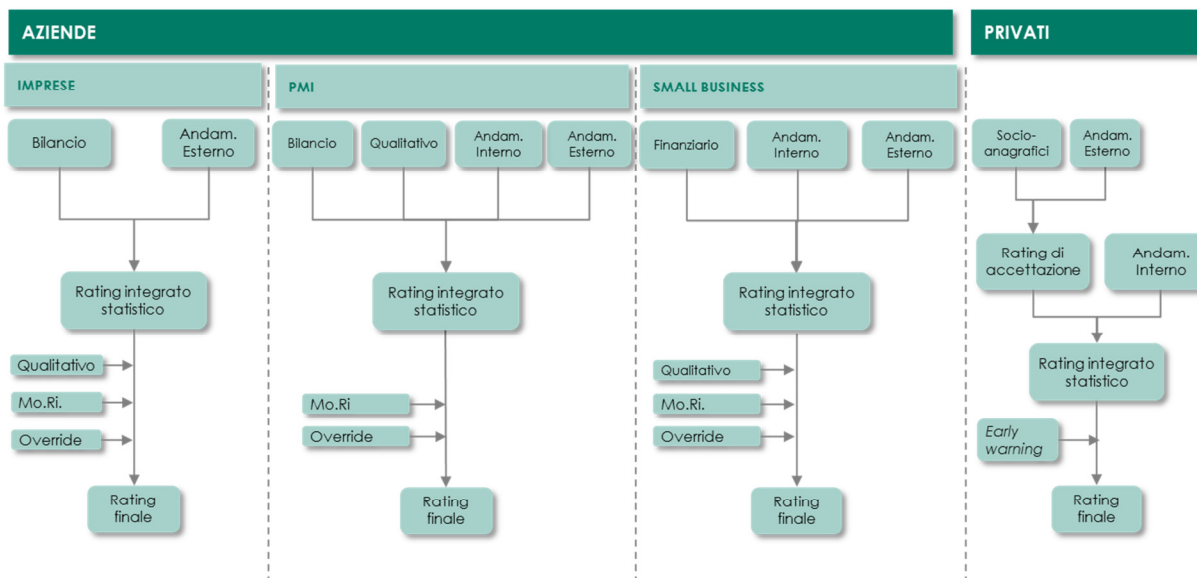 AZIENDE
PRIVATI
IMPRESE
PMI
SMALL BUSINESS
Bilancio
Andam.
Esterno
Bilancio
Qualitativo
Andam.
Interno
Andam.
Esterno
Finanziario
Andam.
Interno
Andam.
Esterno
Socio-
anagrafici
Andam.
Esterno
Rating di
accettazione
Andam.
Interno
Rating integrato
statistico
Rating integrato
statistico
Rating integrato
statistico
Rating integrato
statistico
Qualitativo
Mo.Ri.
Override
Mo.Ri
Override
Qualitativo
Mo.Ri.
Override
Early
warning
Rating
finale
Rating
finale
Rating
finale
Rating
finale